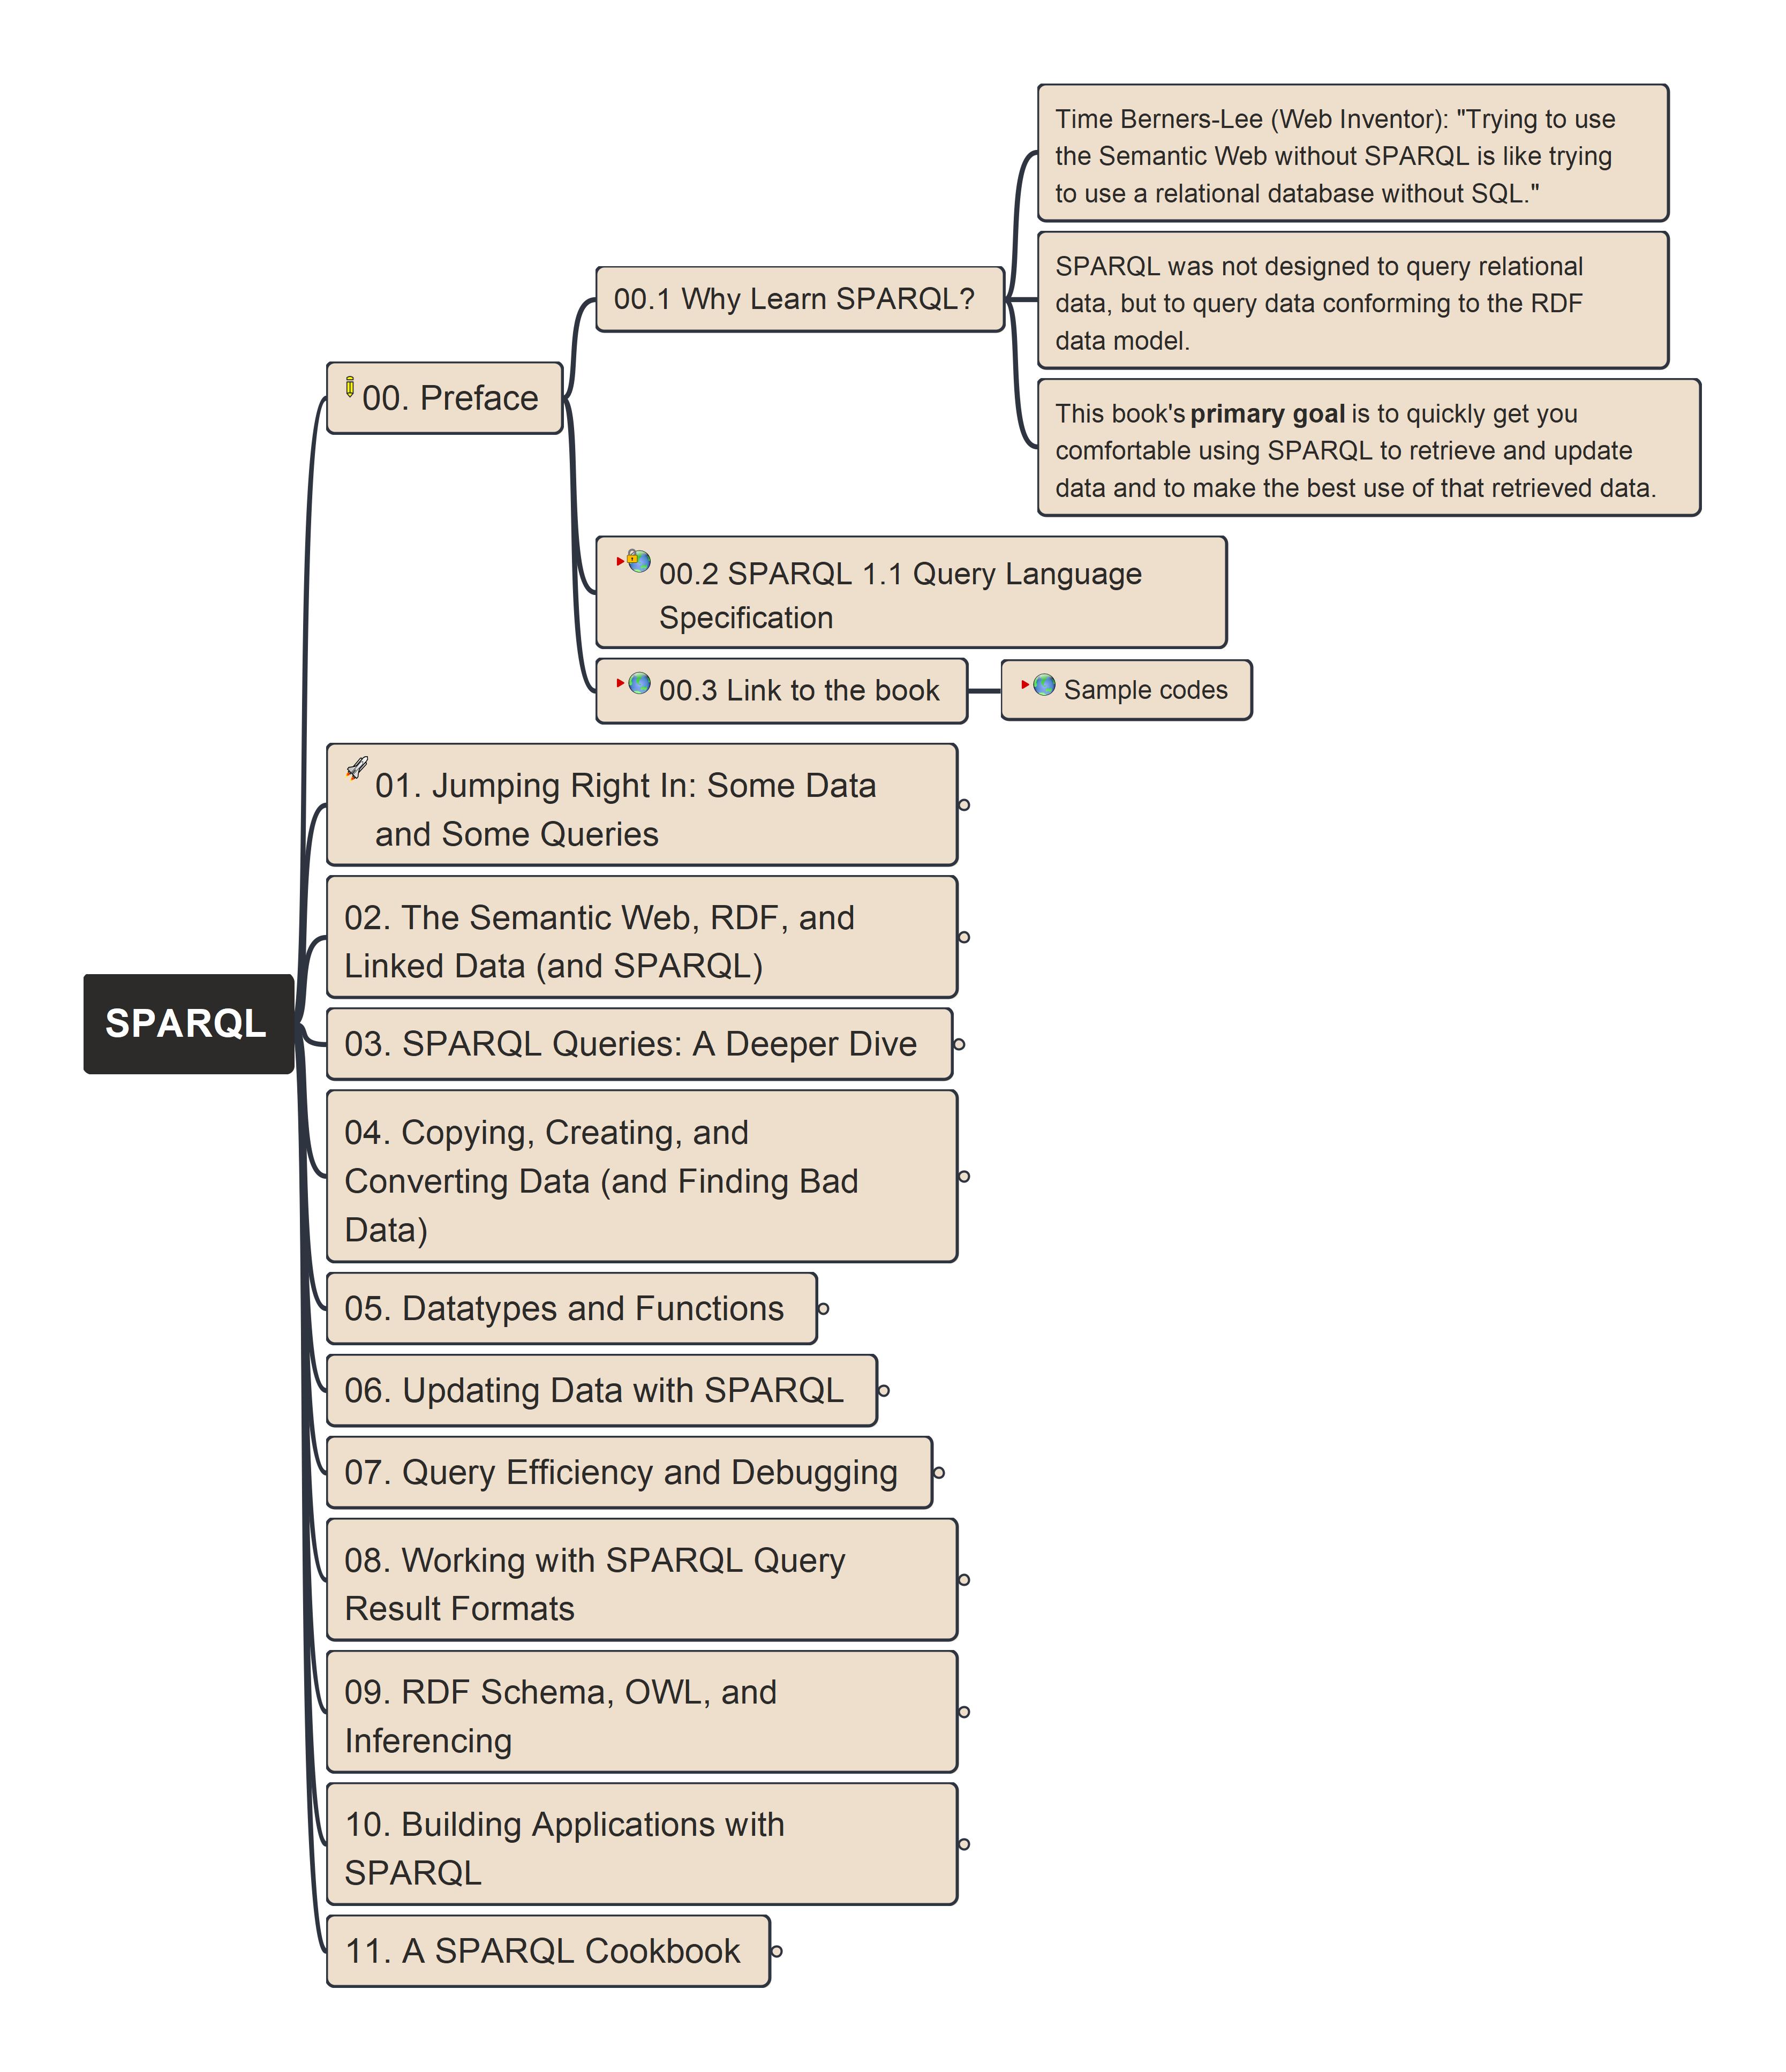 Time Berners-Lee (Web Inventor): "Trying to use
the Semantic Web without SPARQL is like trying
to use a relational database without SQL."
SPARQL was not designed to query relational
data, but to query data conforming to the RDF
data model.
00.1 Why Learn SPARQL?
00. Preface
This book's primary goal is to quickly get you
comfortable using SPARQL to retrieve and update
data and to make the best use of that retrieved data.
00.2 SPARQL 1.1 Query Language
Specification
00.3 Link to the book
Sample codes
01. Jumping Right In: Some Data
and Some Queries
02. The Semantic Web, RDF, and
Linked Data (and SPARQL)
SPARQL
03. SPARQL Queries: A Deeper Dive
04. Copying, Creating, and
Converting Data (and Finding Bad
Data)
05. Datatypes and Functions
06. Updating Data with SPARQL
07. Query Efficiency and Debugging
08. Working with SPARQL Query
Result Formats
09. RDF Schema, OWL, and
Inferencing
10. Building Applications with
SPARQL
11. A SPARQL Cookbook